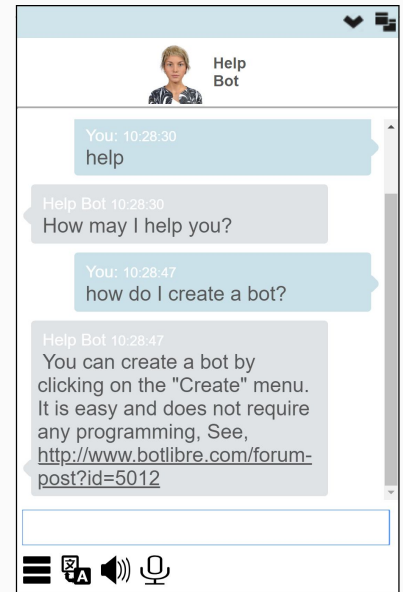 Help
Bot
You: 10:28:30
help
Help Bot 10:28:30
How may I help you?
You: 10:28:47
how do I create a bot?
Help Bot 10:28:47
You can create a bot by
clicking on the "Create" menu.
It is easy and does not require
any programming, See,
http://www.botlibre.com/forum-
post?id=5012
文
A